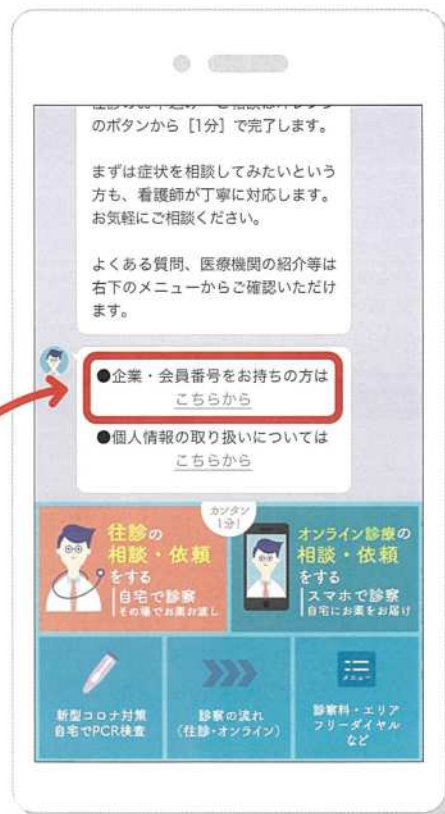 のボタンから［1分］で完了します。
まずは症状を相談してみたいという
方も、看護師が丁寧に対応します。
お気軽にご相談ください。
よくある質問、医療機関の紹介等は
右下のメニューからご確認いただけ
ます。
●企業・会員番号をお持ちの方は
こちらから
●個人情報の取り扱いについては
こちらから
カンタン
1分！
往診の
相談・依頼
をする
自宅で診察
その場でお薬お渡し
オンライン診療の
相談・依頼
をする
スマホで診察
自宅にお薬をお届け
新型コロナ対策
自宅でPCR検査
診察の流れ
（往診・オンライン）
メニュー
診察科・エリア
フリーダイヤル
など